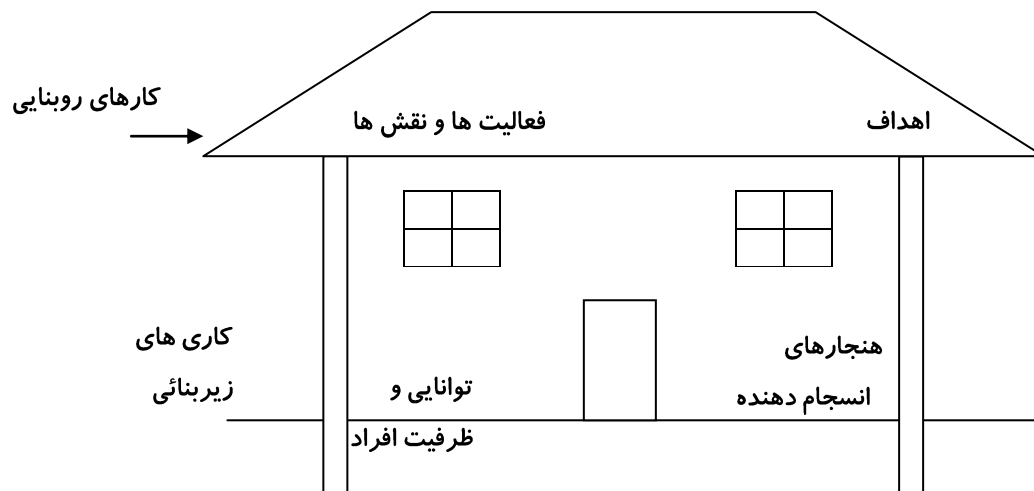 کارهای روبنایی
اهداف
فعالیت ها و نقش ها
کاری های
زیربنائی
هنجارهای
انسجام دهنده
توانایی و
ظرفیت افراد